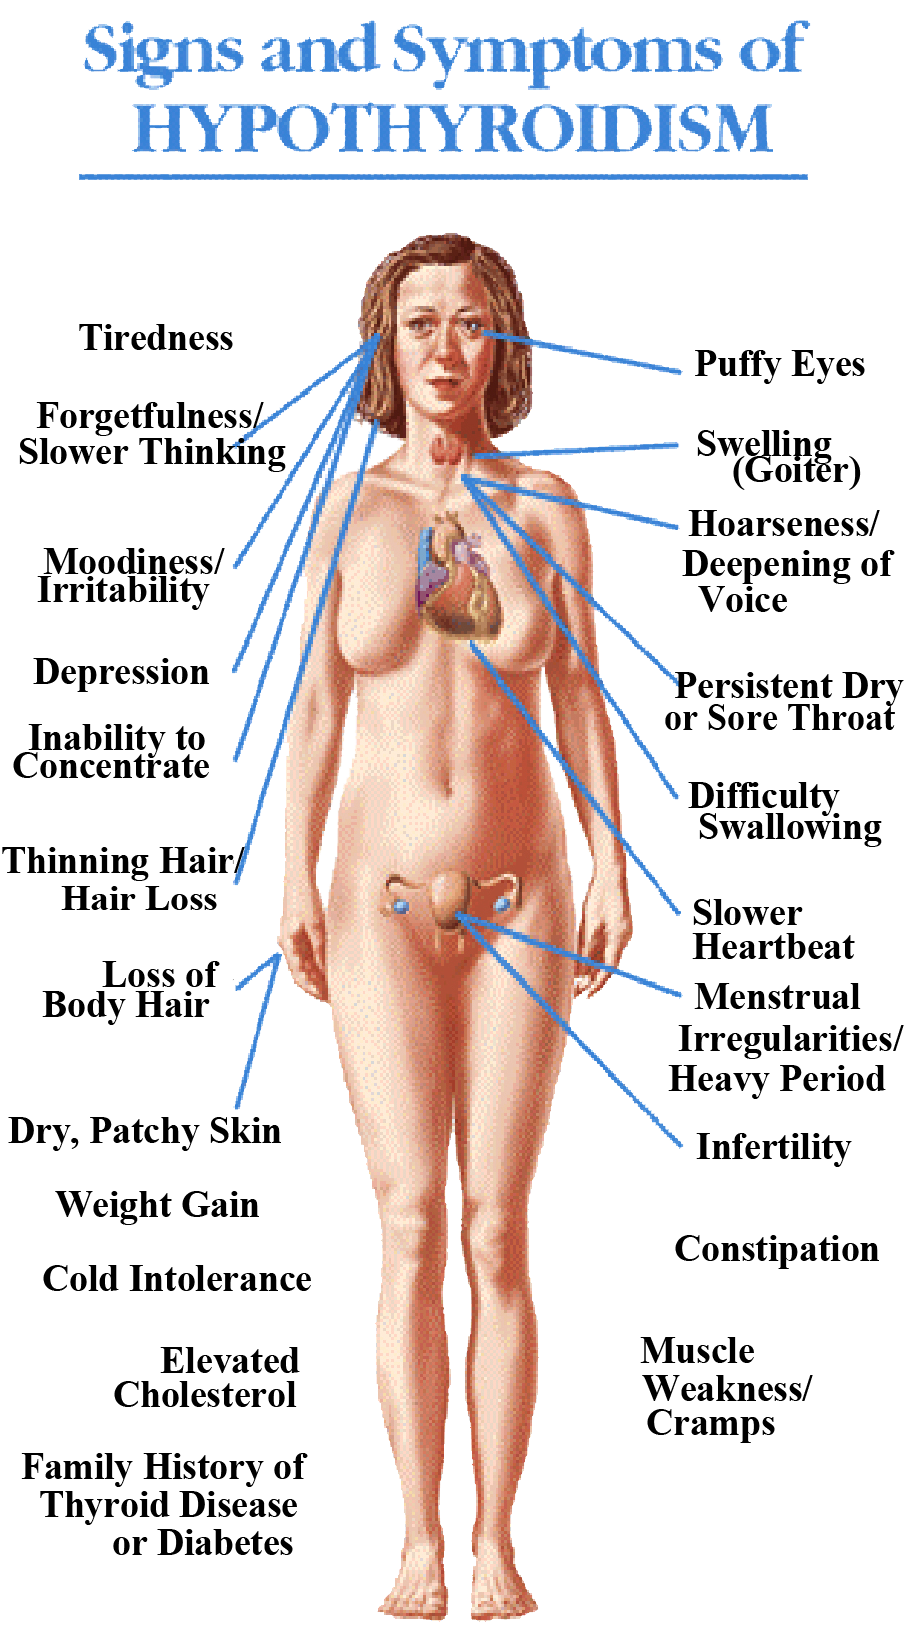 Signs and Symptoms of
HYPOTHYROIDISM
Tiredness
Forgetfulness/
Slower Thinking
Moodiness/
Irritability
Depression
Inability to
Concentrate
Thinning Hair/
Hair Loss
Loss of
Body Hair
Dry, Patchy Skin
Weight Gain
Cold Intolerance
Elevated
Cholesterol
Family History of
Thyroid Disease
or Diabetes
Puffy Eyes
Swelling
(Goiter)
Hoarseness/
Deepening of
Voice
Persistent Dry
or Sore Throat
Difficulty
Swallowing
Slower
Heartbeat
Menstrual
Irregularities/
Heavy Period
Infertility
Constipation
Muscle
Weakness/
Cramps